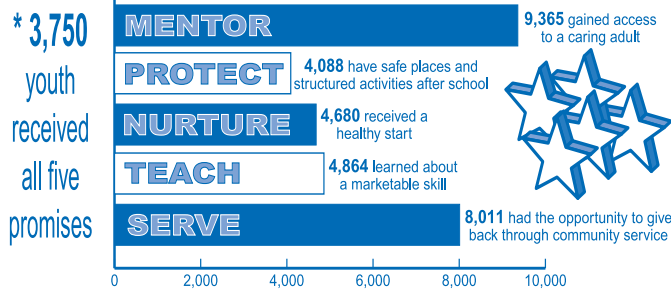 * 3,750
youth
received
all five
promises
MENTOR
9,365 gained access
to a caring adult
PROTECT
4,088 have safe places and
structured activities after school
NURTURE
4,680 received a
healthy start
TEACH
4,864 learned about
a marketable skill
SERVE
8,011 had the opportunity to give
back through community service
0 2,000 4,000 6,000 8,000 10,000